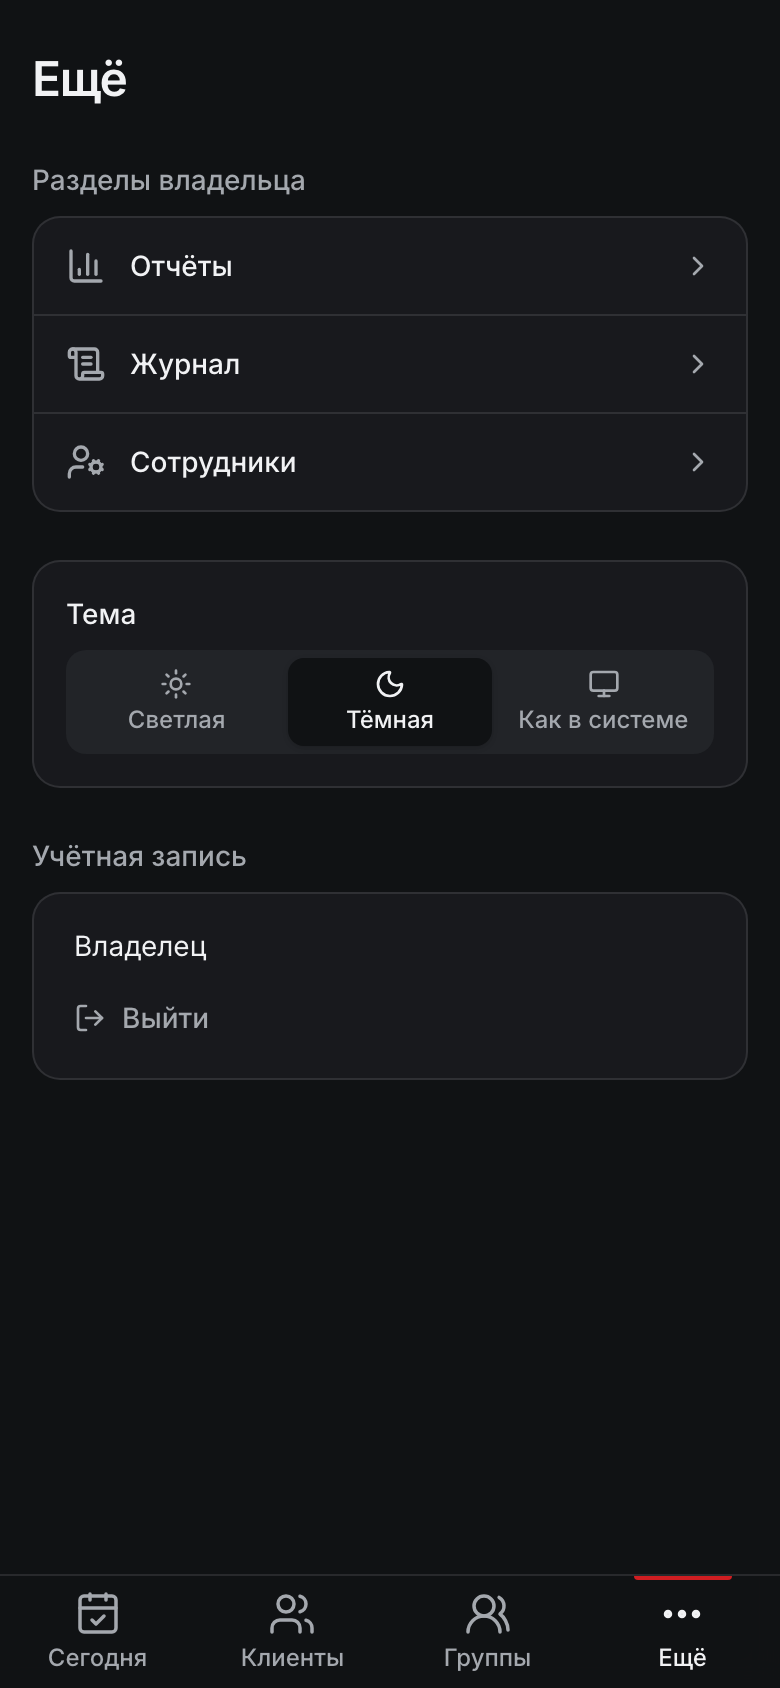 Ещё
Разделы владельца
Отчёты
Журнал
Сотрудники
Тема
Светлая
Тёмная
Как в системе
Учётная запись
Владелец
Выйти
Сегодня
Клиенты
Группы
Ещё